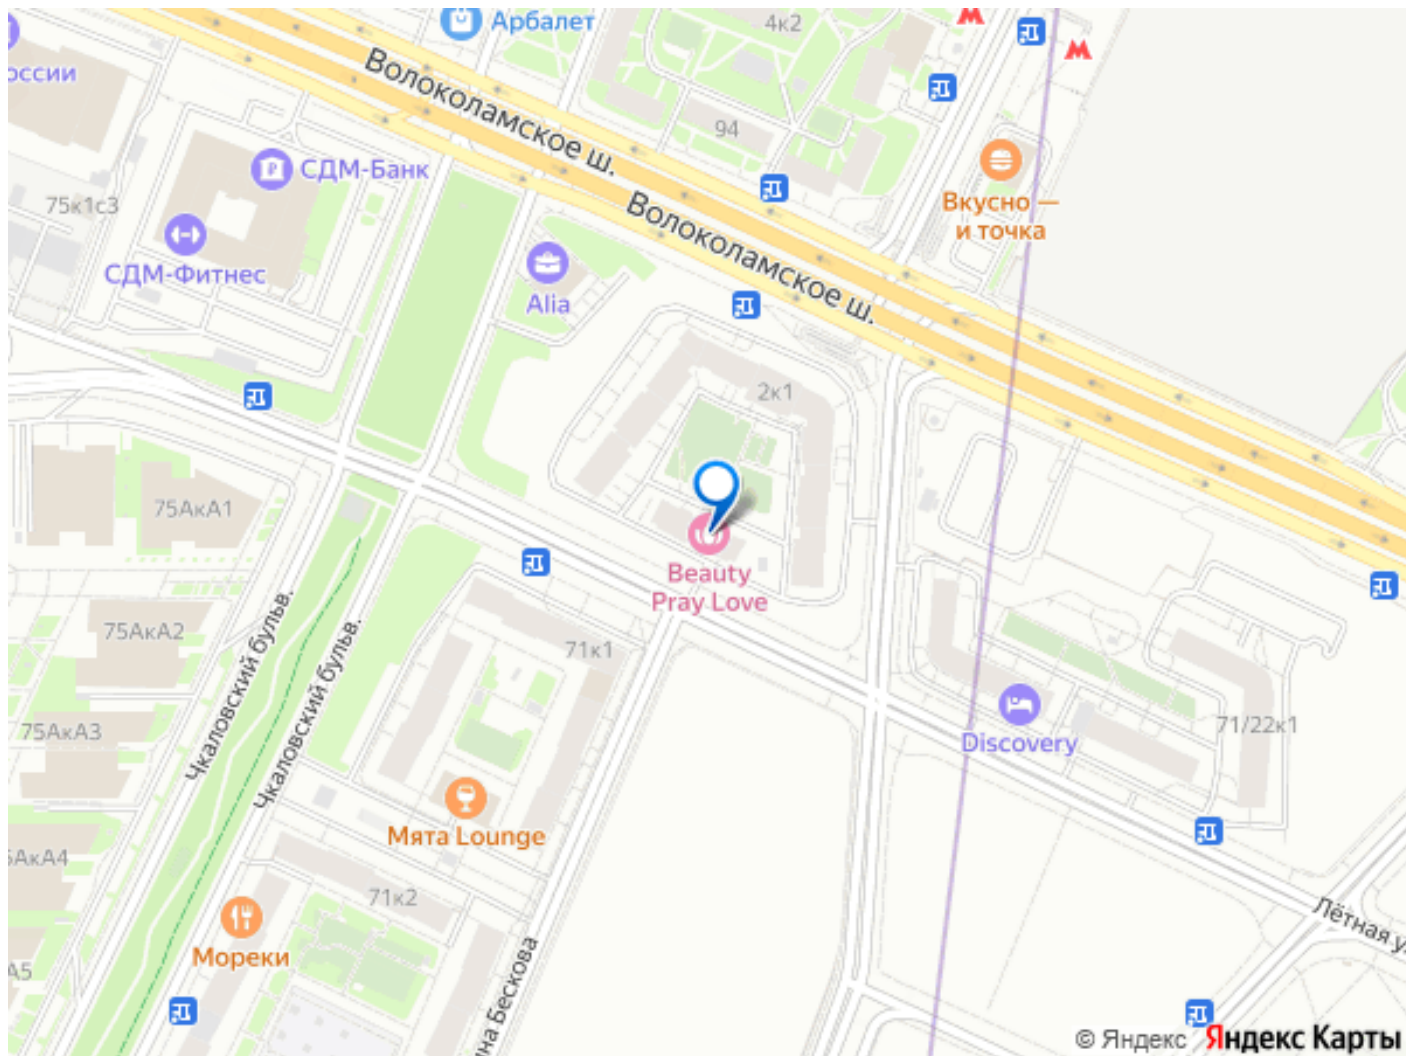 Арбалет
4к2
оссии
Волоколамское ш.
94
СДМ-Банк
75к1с3
Вкусно —
и точка
Волоколамское ш.
СДМ-Фитнес
Alia
2к1
75АкА1
Beauty
Pray Love
75АкА2
71к1
Чкаловский бульв.
Чкаловский бульв.
75АкА3
71/22к1
Discovery
Мята Lounge
5АкА4
71к2
Лётная у
Мореки
А5
на Бескова
© Яндекс Яндекс Карты